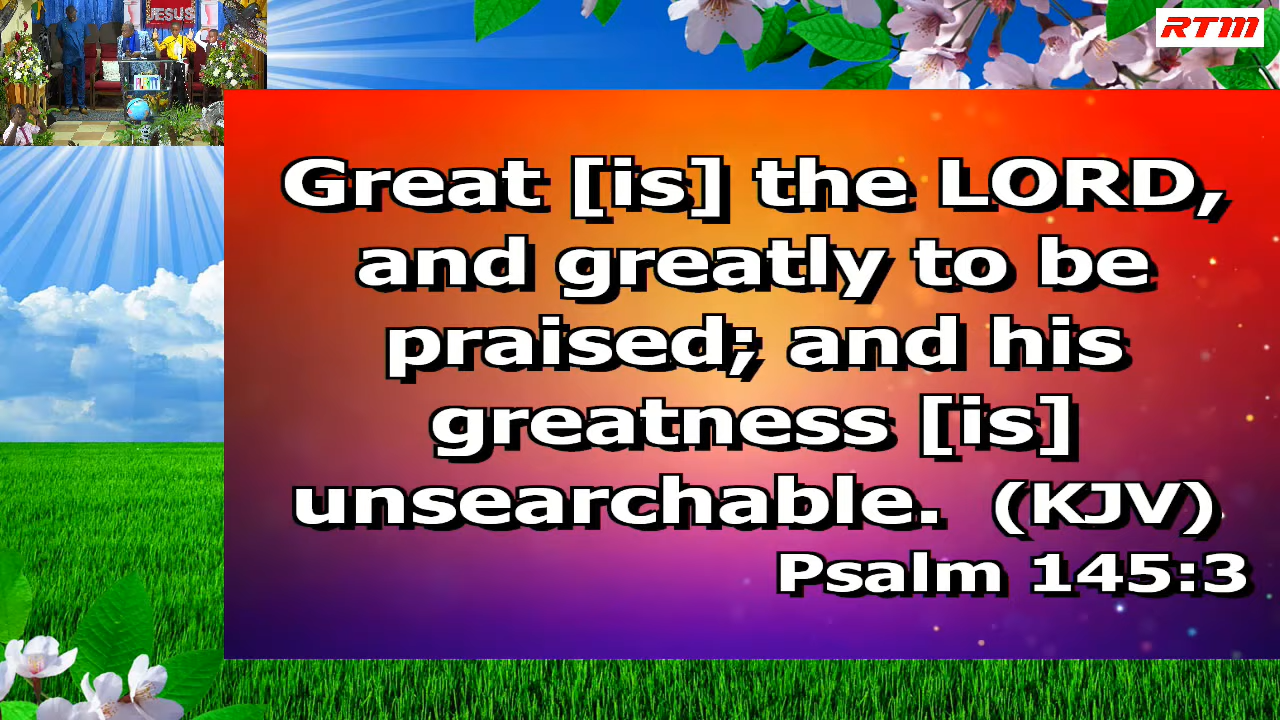 JESUS
RTM
Great [is] the LORD,
and greatly to be
praised; and his
greatness [is]
unsearchable. (KJV)
Psalm 145:3